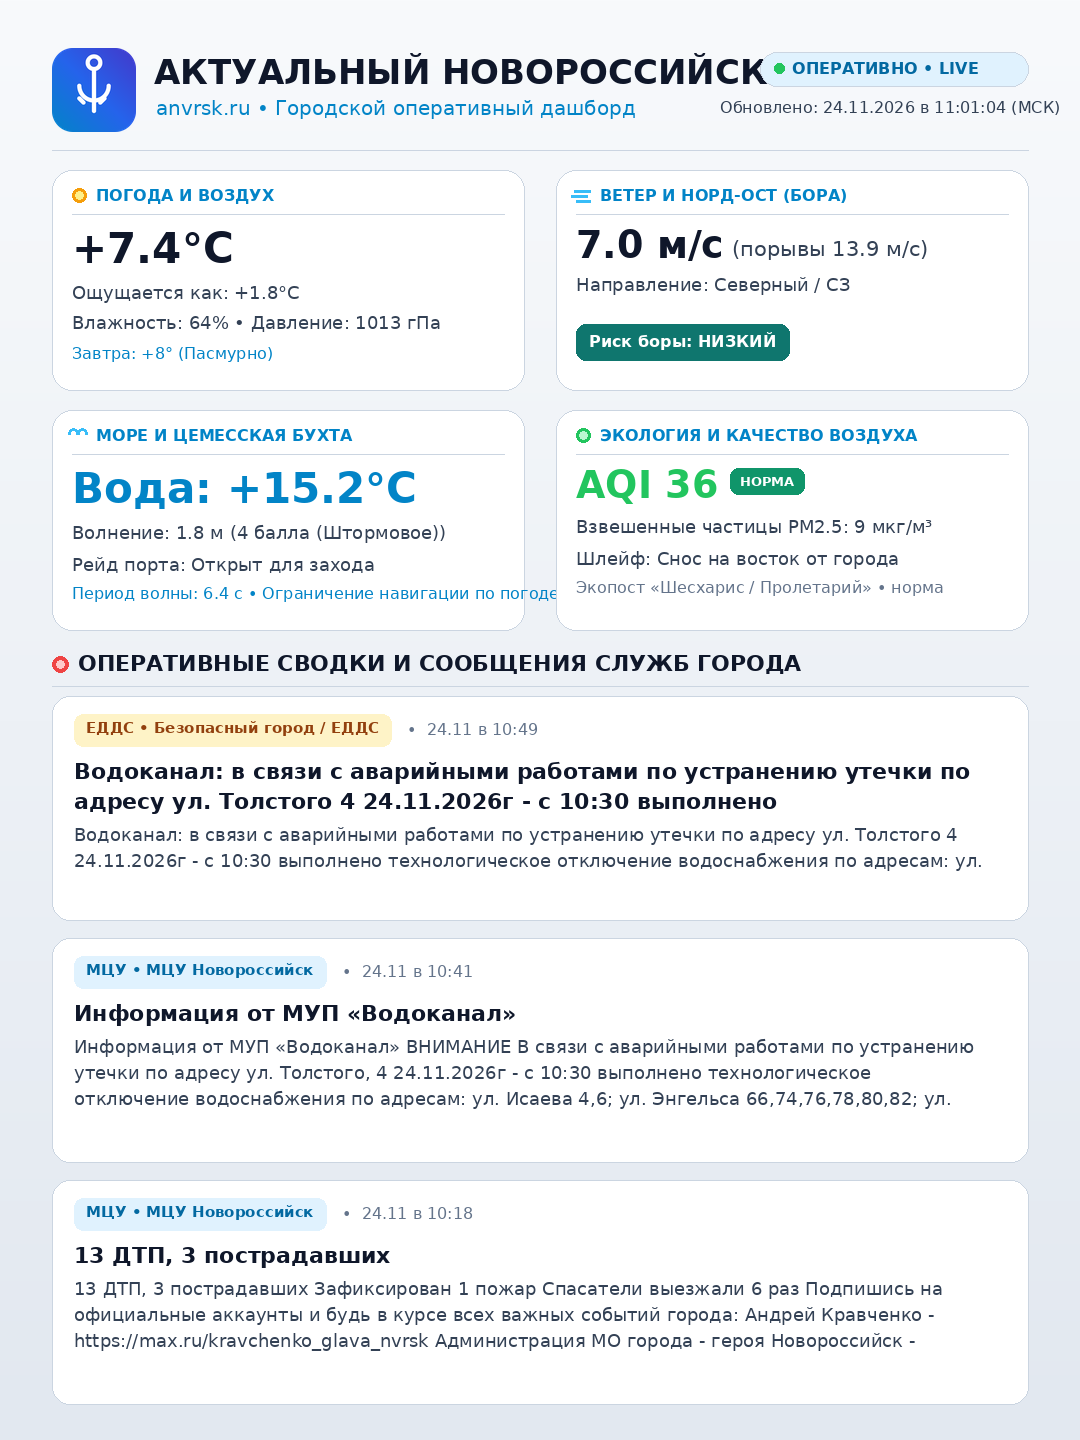 АКТУАЛЬНЫЙ НОВОРОССИЙСК
ОПЕРАТИВНО • LIVE
anvrsk.ru • Городской оперативный дашборд
Обновлено: 24.11.2026 в 11:01:04 (МСК)
ПОГОДА И ВОЗДУХ
+7.4°C
Ощущается как: +1.8°C
Влажность: 64% • Давление: 1013 гПа
Завтра: +8° (Пасмурно)
ВЕТЕР И НОРД-ОСТ (БОРА)
7.0 м/с (порывы 13.9 м/с)
Направление: Северный / СЗ
Риск боры: НИЗКИЙ
МОРЕ И ЦЕМЕССКАЯ БУХТА
Вода: +15.2°C
Волнение: 1.8 м (4 балла (Штормовое))
Рейд порта: Открыт для захода
Период волны: 6.4 с • Ограничение навигации по погоде
ЭКОЛОГИЯ И КАЧЕСТВО ВОЗДУХА
AQI 36 НОРМА
Взвешенные частицы PM2.5: 9 мкг/м³
Шлейф: Снос на восток от города
Экопост «Шесхарис / Пролетарий» • норма
ОПЕРАТИВНЫЕ СВОДКИ И СООБЩЕНИЯ СЛУЖБ ГОРОДА
ЕДДС • Безопасный город / ЕДДС • 24.11 в 10:49
Водоканал: в связи с аварийными работами по устранению утечки по
адресу ул. Толстого 4 24.11.2026г - с 10:30 выполнено
Водоканал: в связи с аварийными работами по устранению утечки по адресу ул. Толстого 4
24.11.2026г - с 10:30 выполнено технологическое отключение водоснабжения по адресам: ул.
МЦУ • МЦУ Новороссийск • 24.11 в 10:41
Информация от МУП «Водоканал»
Информация от МУП «Водоканал» ВНИМАНИЕ В связи с аварийными работами по устранению
утечки по адресу ул. Толстого, 4 24.11.2026г - с 10:30 выполнено технологическое
отключение водоснабжения по адресам: ул. Исаева 4,6; ул. Энгельса 66,74,76,78,80,82; ул.
МЦУ • МЦУ Новороссийск • 24.11 в 10:18
13 ДТП, 3 пострадавших
13 ДТП, 3 пострадавших Зафиксирован 1 пожар Спасатели выезжали 6 раз Подпишись на
официальные аккаунты и будь в курсе всех важных событий города: Андрей Кравченко -
https://max.ru/kravchenko_glava_nvrsk Администрация МО города - героя Новороссийск -